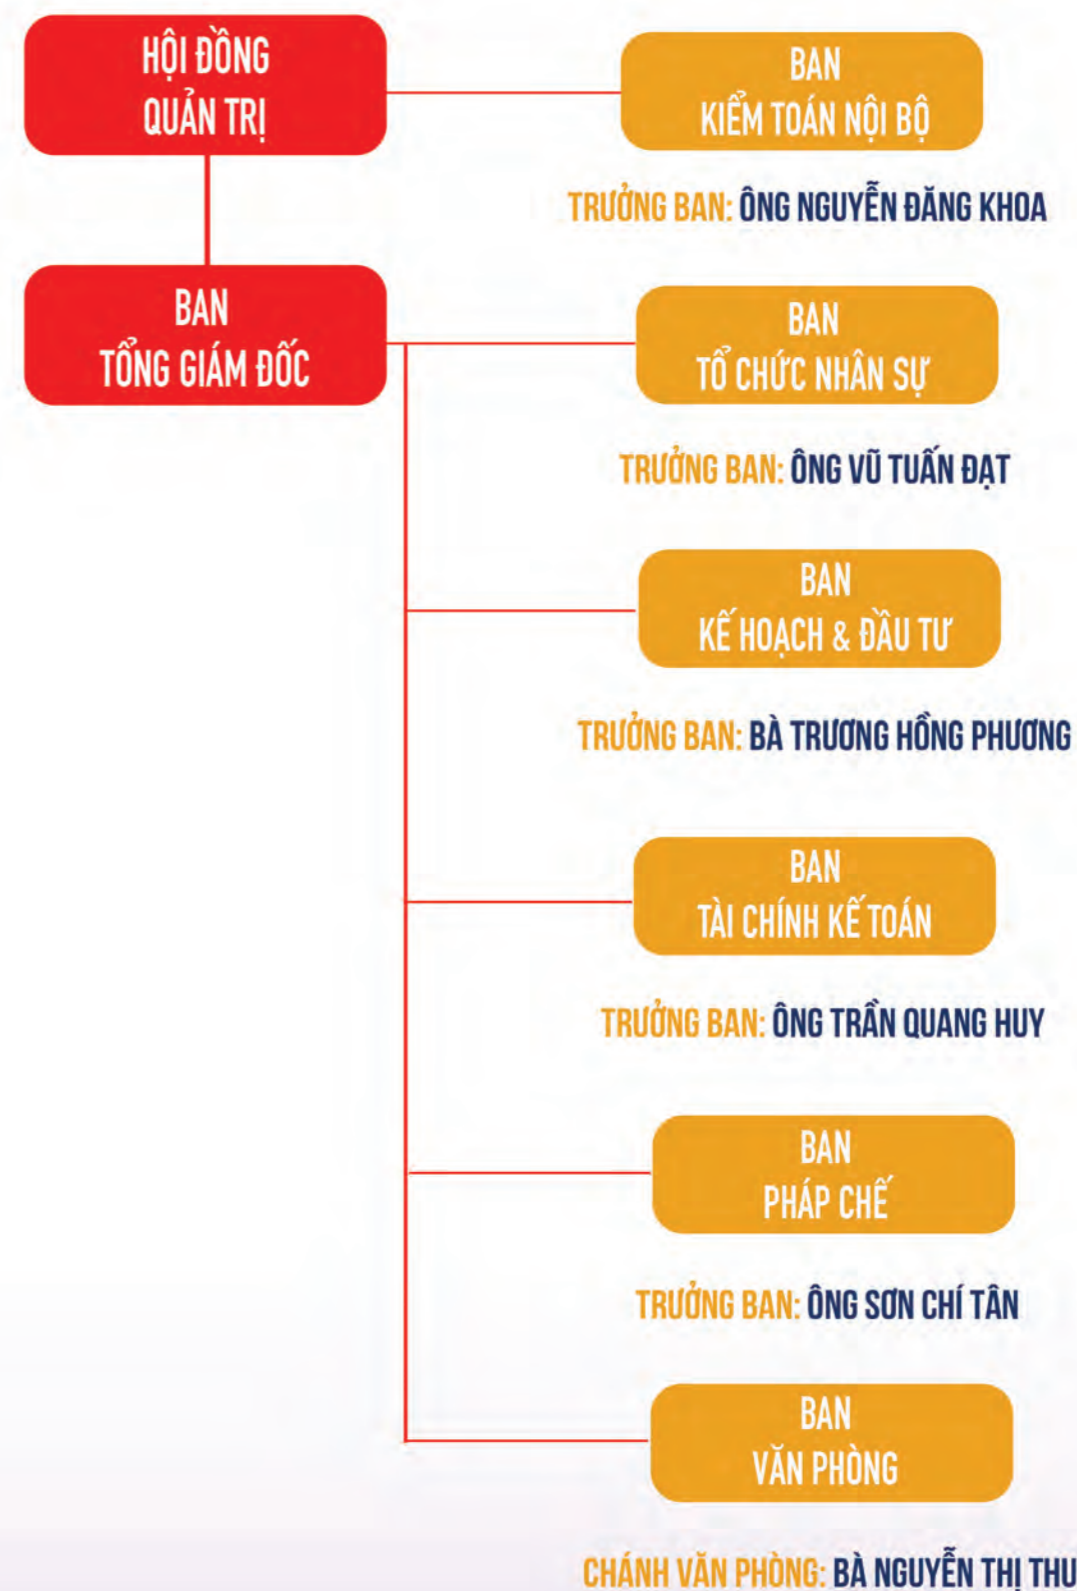 HỘI ĐỒNG
QUẢN TRỊ
BAN
KIỂM TOÁN NỘI BỘ
TRƯỞNG BAN: ÔNG NGUYỄN ĐĂNG KHOA
BAN
TỔNG GIÁM ĐỐC
BAN
TỔ CHỨC NHÂN SỰ
TRƯỞNG BAN: ÔNG VŨ TUẤN ĐẠT
BAN
KẾ HOẠCH & ĐẦU TƯ
TRƯỞNG BAN: BÀ TRƯƠNG HỒNG PHƯƠNG
BAN
TÀI CHÍNH KẾ TOÁN
TRƯỞNG BAN: ÔNG TRẦN QUANG HUY
BAN
PHÁP CHẾ
TRƯỞNG BAN: ÔNG SƠN CHÍ TÂN
BAN
VĂN PHÒNG
CHÁNH VĂN PHÒNG: BÀ NGUYỄN THỊ THU